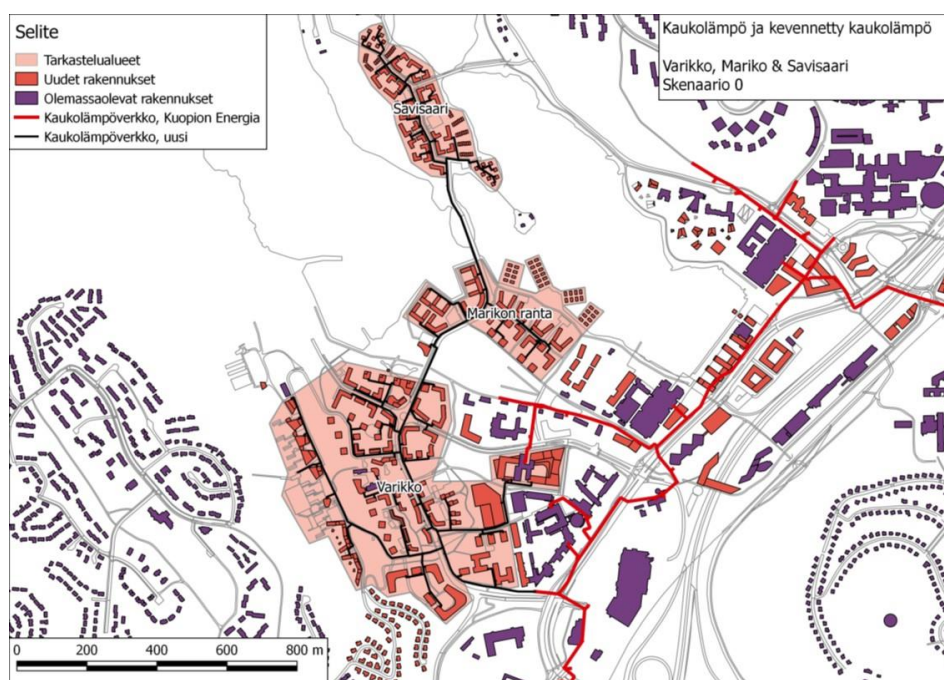 Selite
Tarkastelualueet
Uudet rakennukset
Olemassaolevat rakennukset
Kaukolämpöverkko, Kuopion Energia
Kaukolämpöverkko, uusi
Kaukolämpö ja kevennetty kaukolämpö
Varikko, Mariko & Savisaari
Skenaario 0
Savisaari
Marikon ranta
Varikko
0 200 400 600 800 m